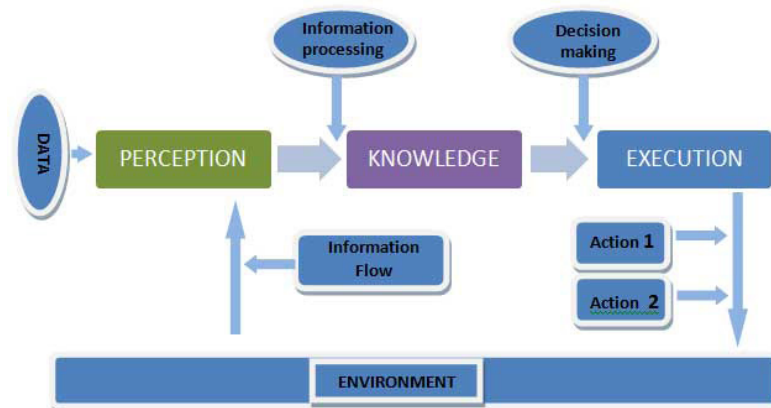 Information
processing
Decision
making
DATA
PERCEPTION
KNOWLEDGE
EXECUTION
Information
Flow
Action 1
Action 2
ENVIRONMENT